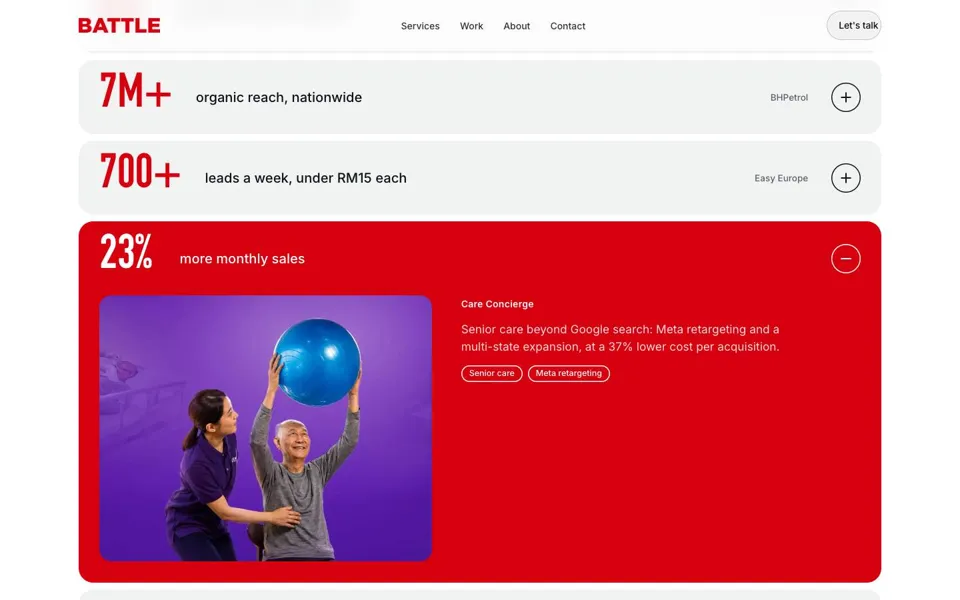 BATTLE
Services
Work
About
Contact
Let's talk
7M+
organic reach, nationwide
BHPetrol
700+
leads a week, under RM15 each
Easy Europe
23%
more monthly sales
Care Concierge
Senior care beyond Google search: Meta retargeting and a
multi-state expansion, at a 37% lower cost per acquisition.
Senior care
Meta retargeting